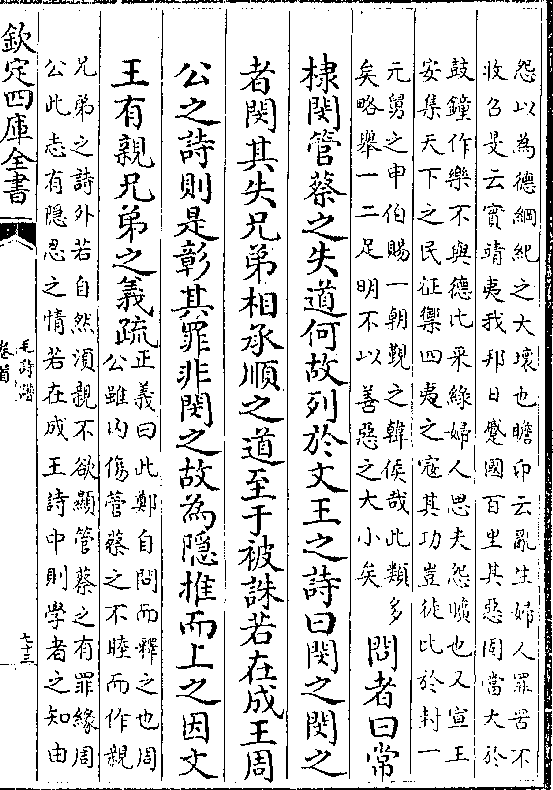 怨以為德綱紀之大壞也瞻卬云亂生婦人罪罟不
收召旻云實靖夷我邦日蹙國百里其惡固當大於
鼓鐘作樂不與德比采綠婦人思夫怨曠也又宣王
安集天下之民征禦四夷之寇其功豈徒比於封一
元舅之申伯賜一朝覲之韓侯哉此類多
矣略舉一二足明不以善惡之大小矣
問者曰常
棣閔管蔡之失道何故列於文王之詩曰閔之閔之
者閔其失兄弟相承順之道至于被誅若在成王周
公之詩則是彰其罪非閔之故為隱推而上之因文
王有親兄弟之義疏
正義曰此鄭自問而釋之也周
公雖内傷管蔡之不睦而作親
兄弟之詩外若自然須親不欲顯管蔡之有罪緣周
公此志有隱忍之情若在成王詩中則學者之知由
欽定四庫全書
毛詩譜
卷首
七十三